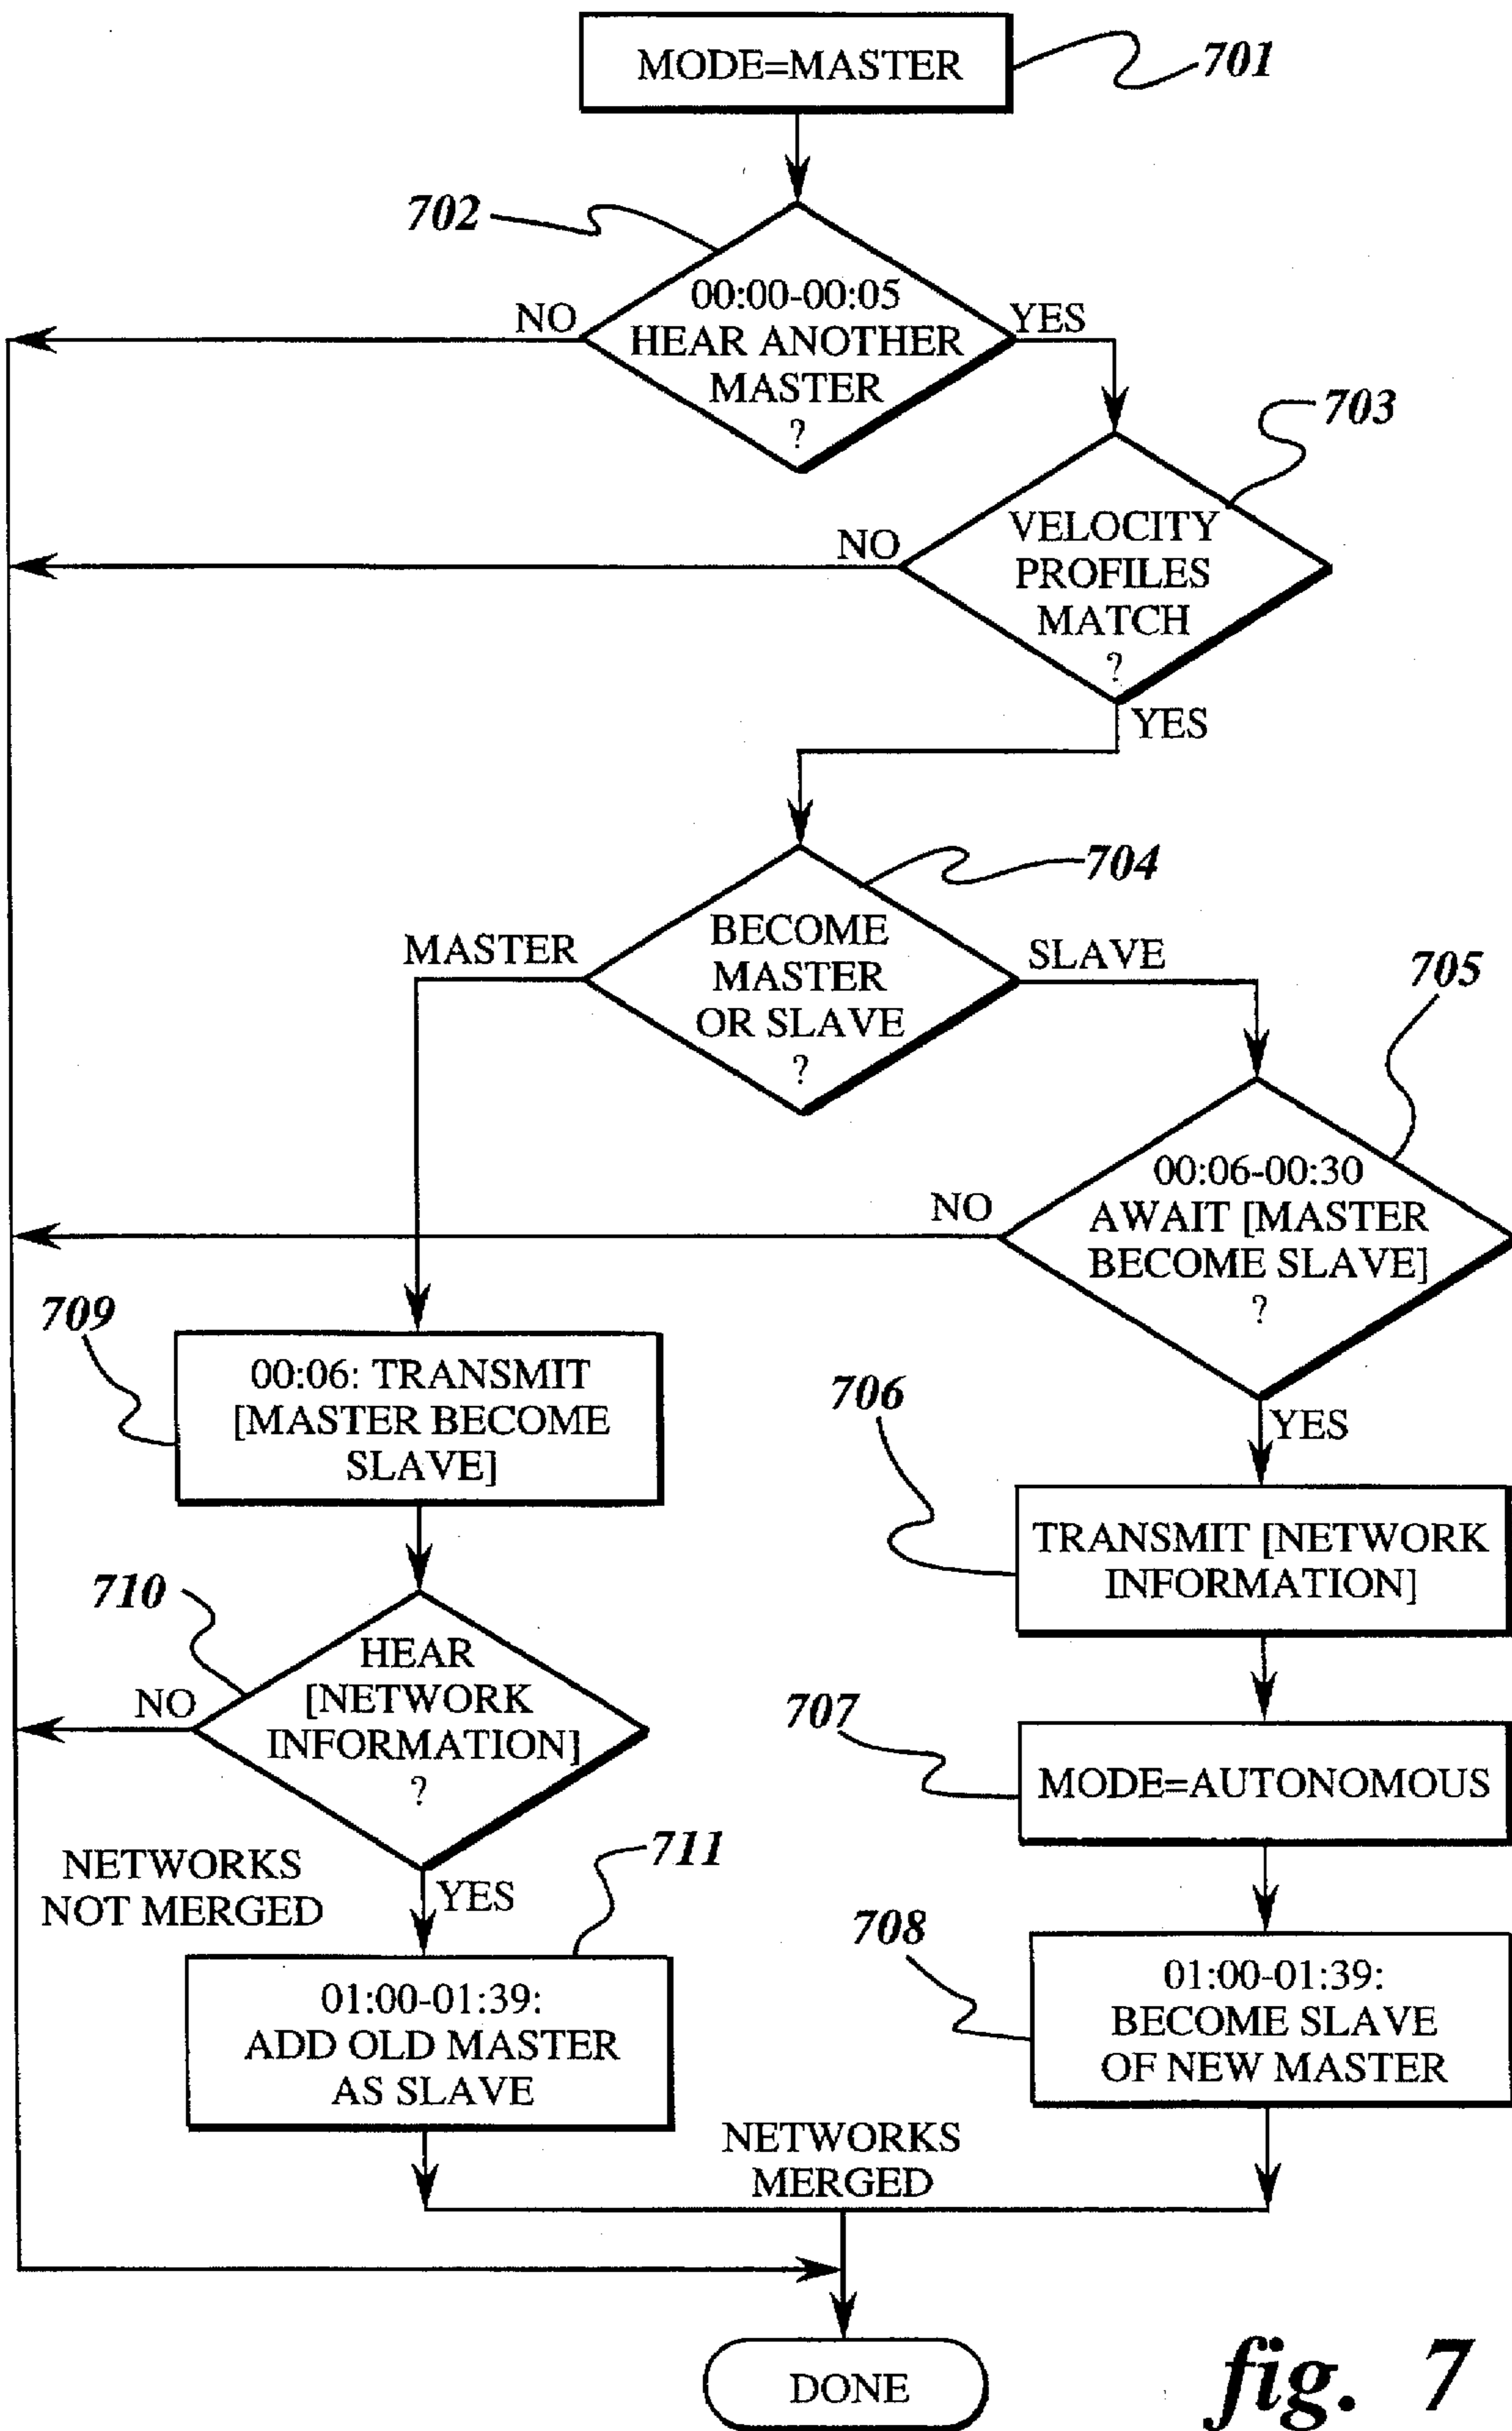 MODE=MASTER
701
702
00:00-00:05
HEAR ANOTHER
MASTER
?
NO
YES
703
VELOCITY
PROFILES
MATCH
?
NO
YES
704
BECOME
MASTER
OR SLAVE
?
MASTER
SLAVE
705
00:06-00:30
AWAIT [MASTER
BECOME SLAVE]
?
NO
YES
709
00:06: TRANSMIT
[MASTER BECOME
SLAVE]
706
TRANSMIT [NETWORK
INFORMATION]
710
HEAR
[NETWORK
INFORMATION]
?
NO
YES
707
MODE=AUTONOMOUS
NETWORKS
NOT MERGED
711
01:00-01:39:
ADD OLD MASTER
AS SLAVE
708
01:00-01:39:
BECOME SLAVE
OF NEW MASTER
NETWORKS
MERGED
DONE
fig. 7